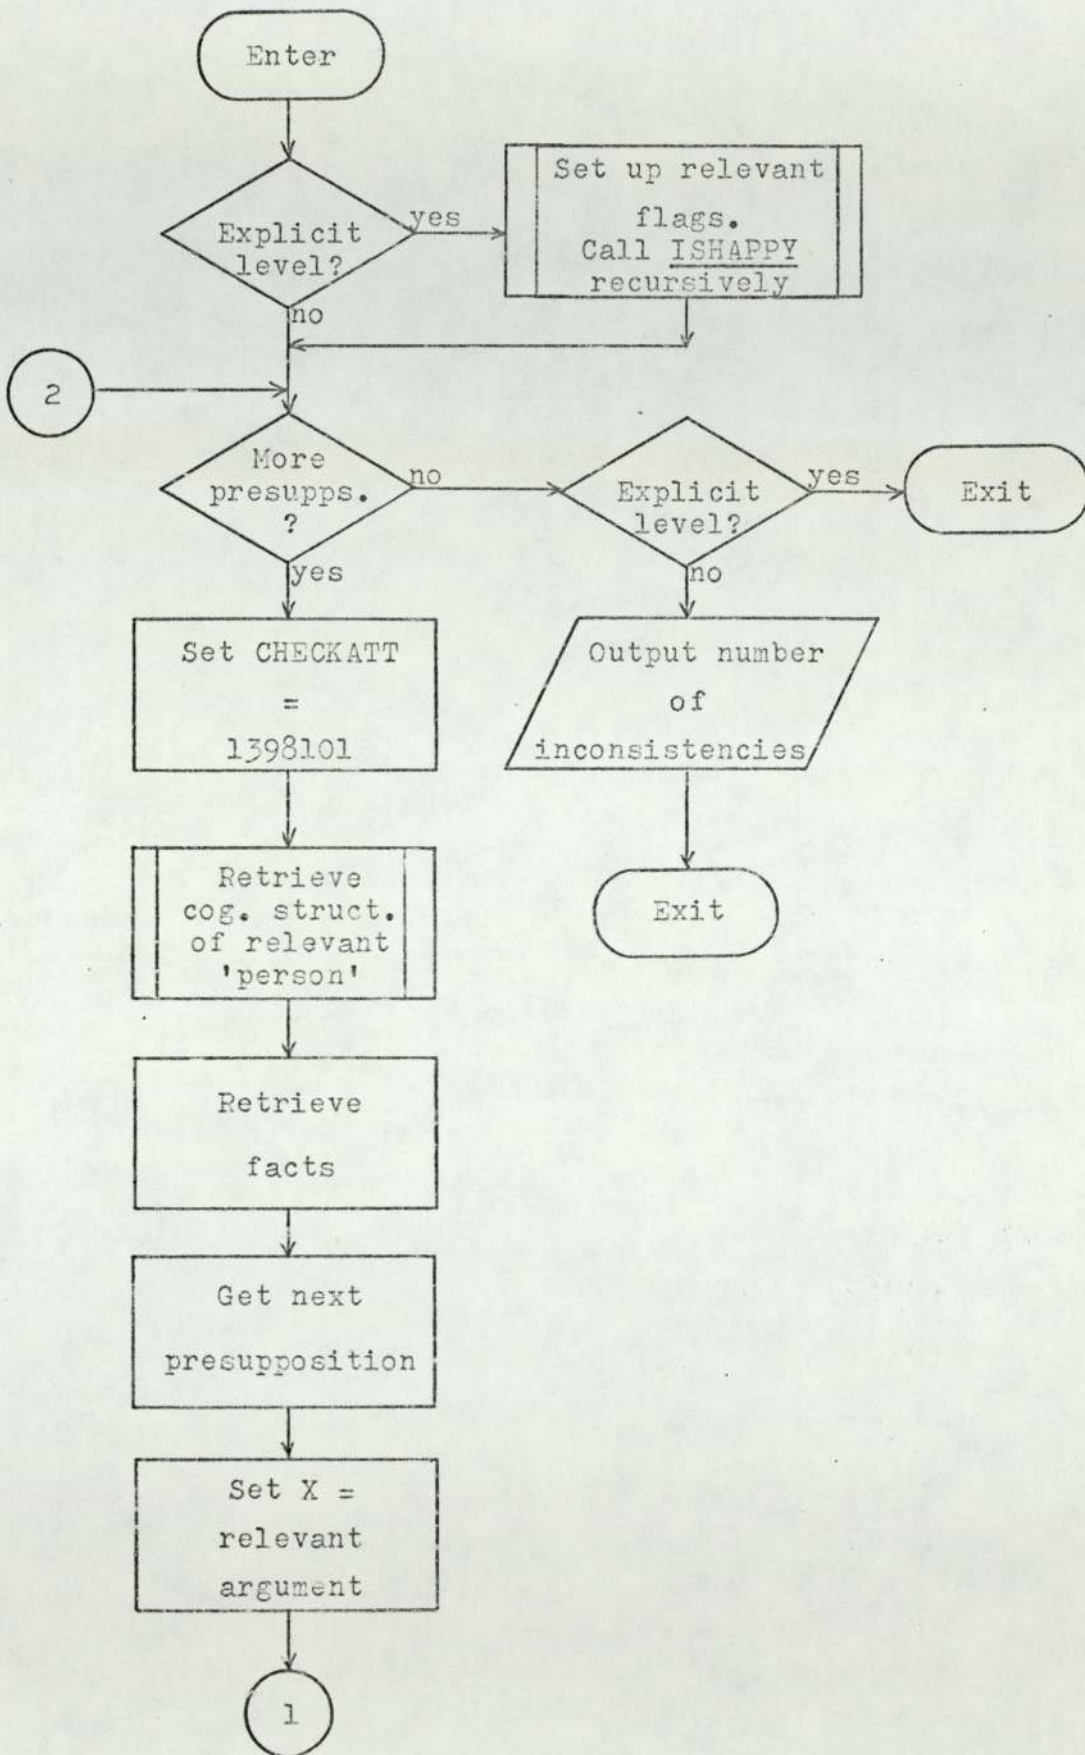 Enter
Explicit
level?
yes
no
Set up relevant
flags.
Call ISHAPPY
recursively
2
More
presupps.
?
no
yes
Explicit
level?
yes
no
Exit
Set CHECKATT
=
1398101
Output number
of
inconsistencies
Retrieve
cog. struct.
of relevant
'person'
Exit
Retrieve
facts
Get next
presupposition
Set X =
relevant
argument
1